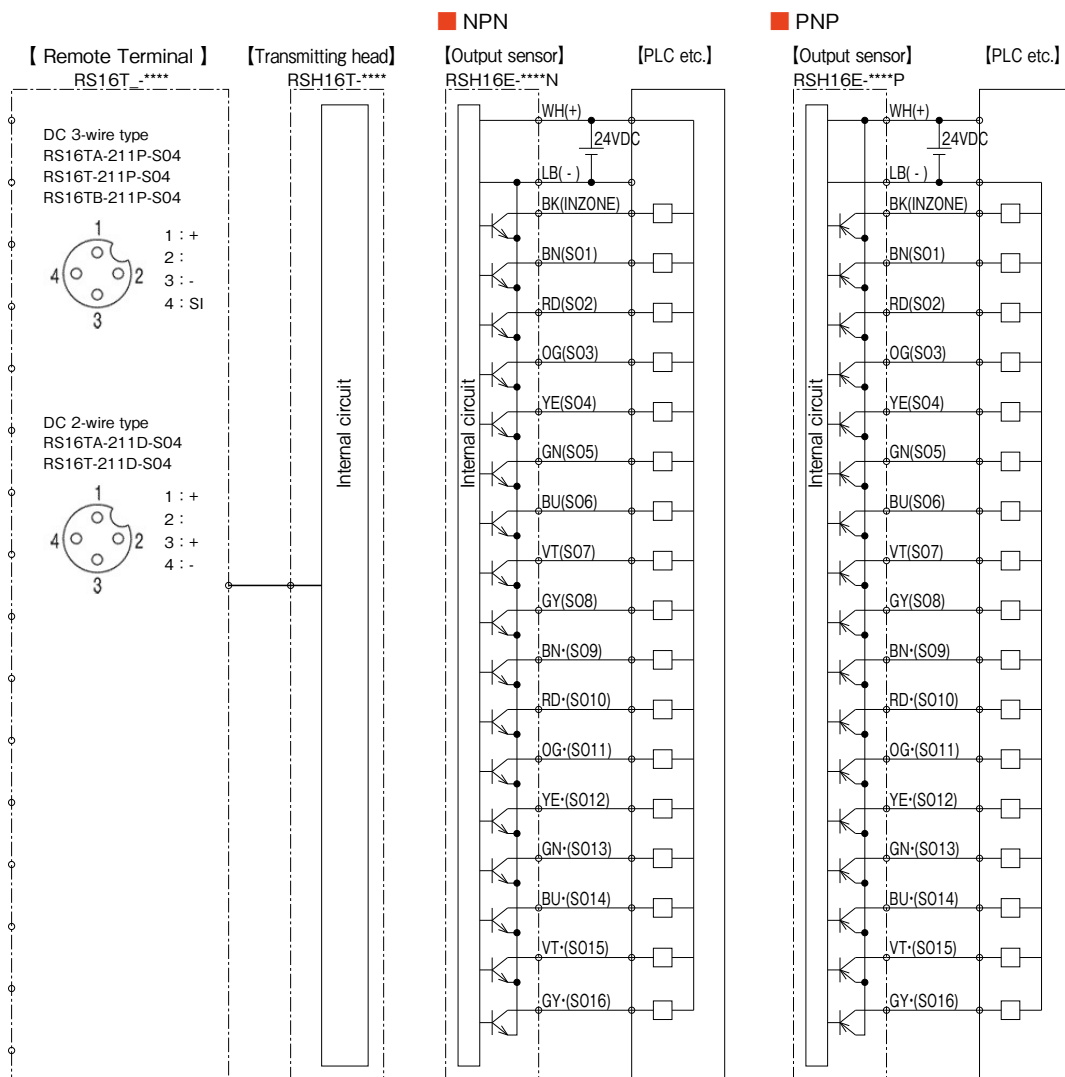 NPN
PNP
【 Remote Terminal 】
RS16T_-****
【Transmitting head】
RSH16T-****
【Output sensor】
RSH16E-****N
【PLC etc.】
【Output sensor】
RSH16E-****P
【PLC etc.】
DC 3-wire type
RS16TA-211P-S04
RS16T-211P-S04
RS16TB-211P-S04
1
4
2
3
1 : +
2 :
3 : -
4 : SI
DC 2-wire type
RS16TA-211D-S04
RS16T-211D-S04
1
4
2
3
1 : +
2 :
3 : +
4 : -
Internal circuit
Internal circuit
WH(+)
24VDC
LB( - )
BK(INZONE)
BN(SO1)
RD(SO2)
OG(SO3)
YE(SO4)
GN(SO5)
BU(SO6)
VT(SO7)
GY(SO8)
BN·(SO9)
RD·(SO10)
OG·(SO11)
YE·(SO12)
GN·(SO13)
BU·(SO14)
VT·(SO15)
GY·(SO16)
Internal circuit
WH(+)
24VDC
LB( - )
BK(INZONE)
BN(SO1)
RD(SO2)
OG(SO3)
YE(SO4)
GN(SO5)
BU(SO6)
VT(SO7)
GY(SO8)
BN·(SO9)
RD·(SO10)
OG·(SO11)
YE·(SO12)
GN·(SO13)
BU·(SO14)
VT·(SO15)
GY·(SO16)